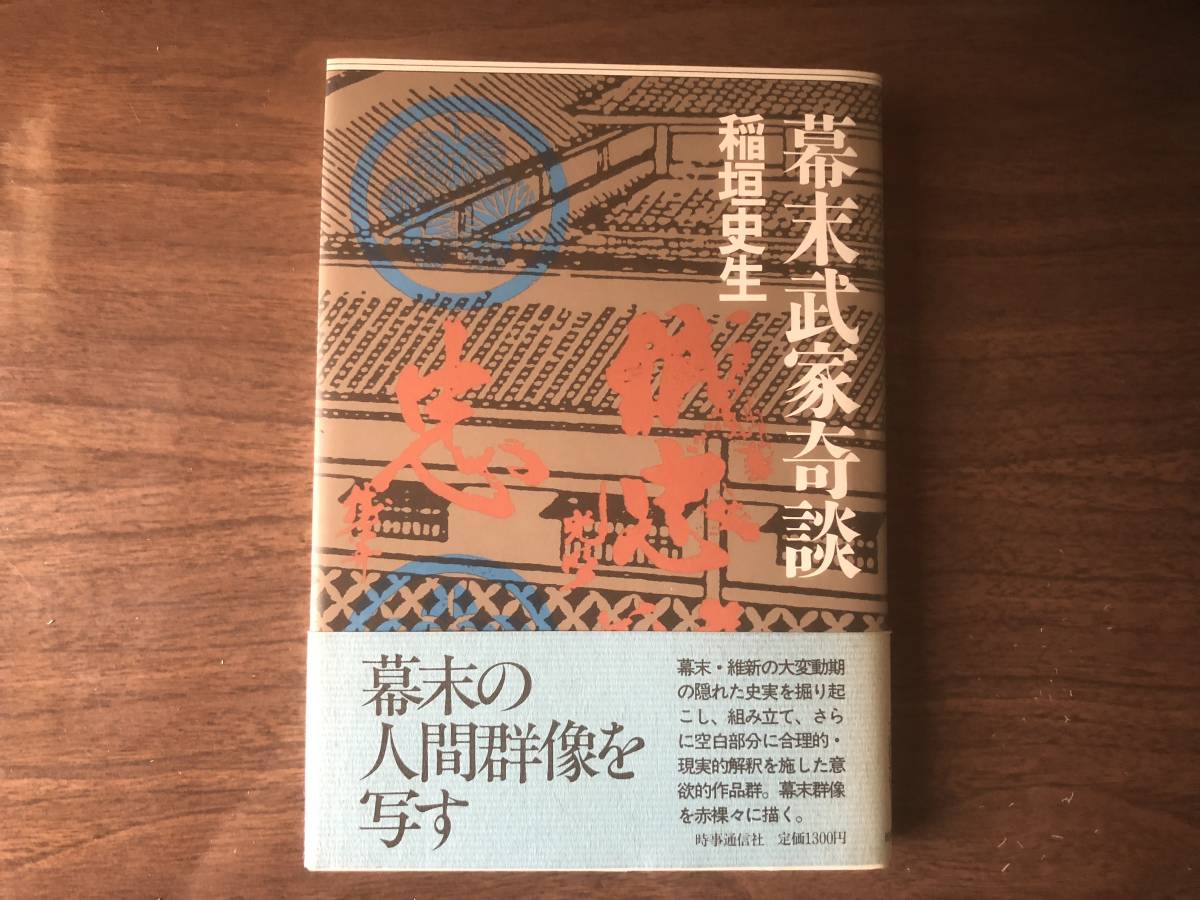 幕末武家奇談
稲垣史生
忠
幕末の
人間群像を
写す
幕末・維新の大変動期
の隠れた史実を掘り起
こし、組み立て、さら
に空白部分に合理的・
現実的解釈を施した意
欲的作品群。幕末群像
を赤裸々に描く。
時事通信社 定価1300円